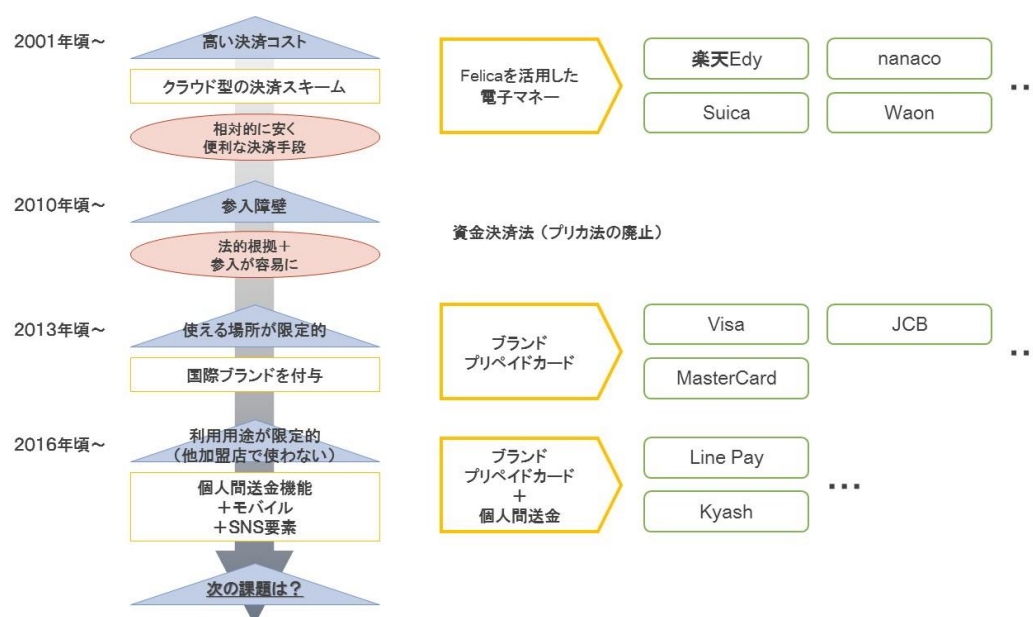 2001年頃～
高い決済コスト
クラウド型の決済スキーム
相対的に安く
便利な決済手段
Felicaを活用した
電子マネー
楽天Edy
nanaco
Suica
Waon
‥
2010年頃～
参入障壁
法的根拠＋
参入が容易に
資金決済法（プリカ法の廃止）
2013年頃～
使える場所が限定的
国際ブランドを付与
ブランド
プリペイドカード
Visa
JCB
MasterCard
‥
2016年頃～
利用用途が限定的
（他加盟店で使わない）
個人間送金機能
＋モバイル
＋SNS要素
ブランド
プリペイドカード
＋
個人間送金
Line Pay
Kyash
…
次の課題は？